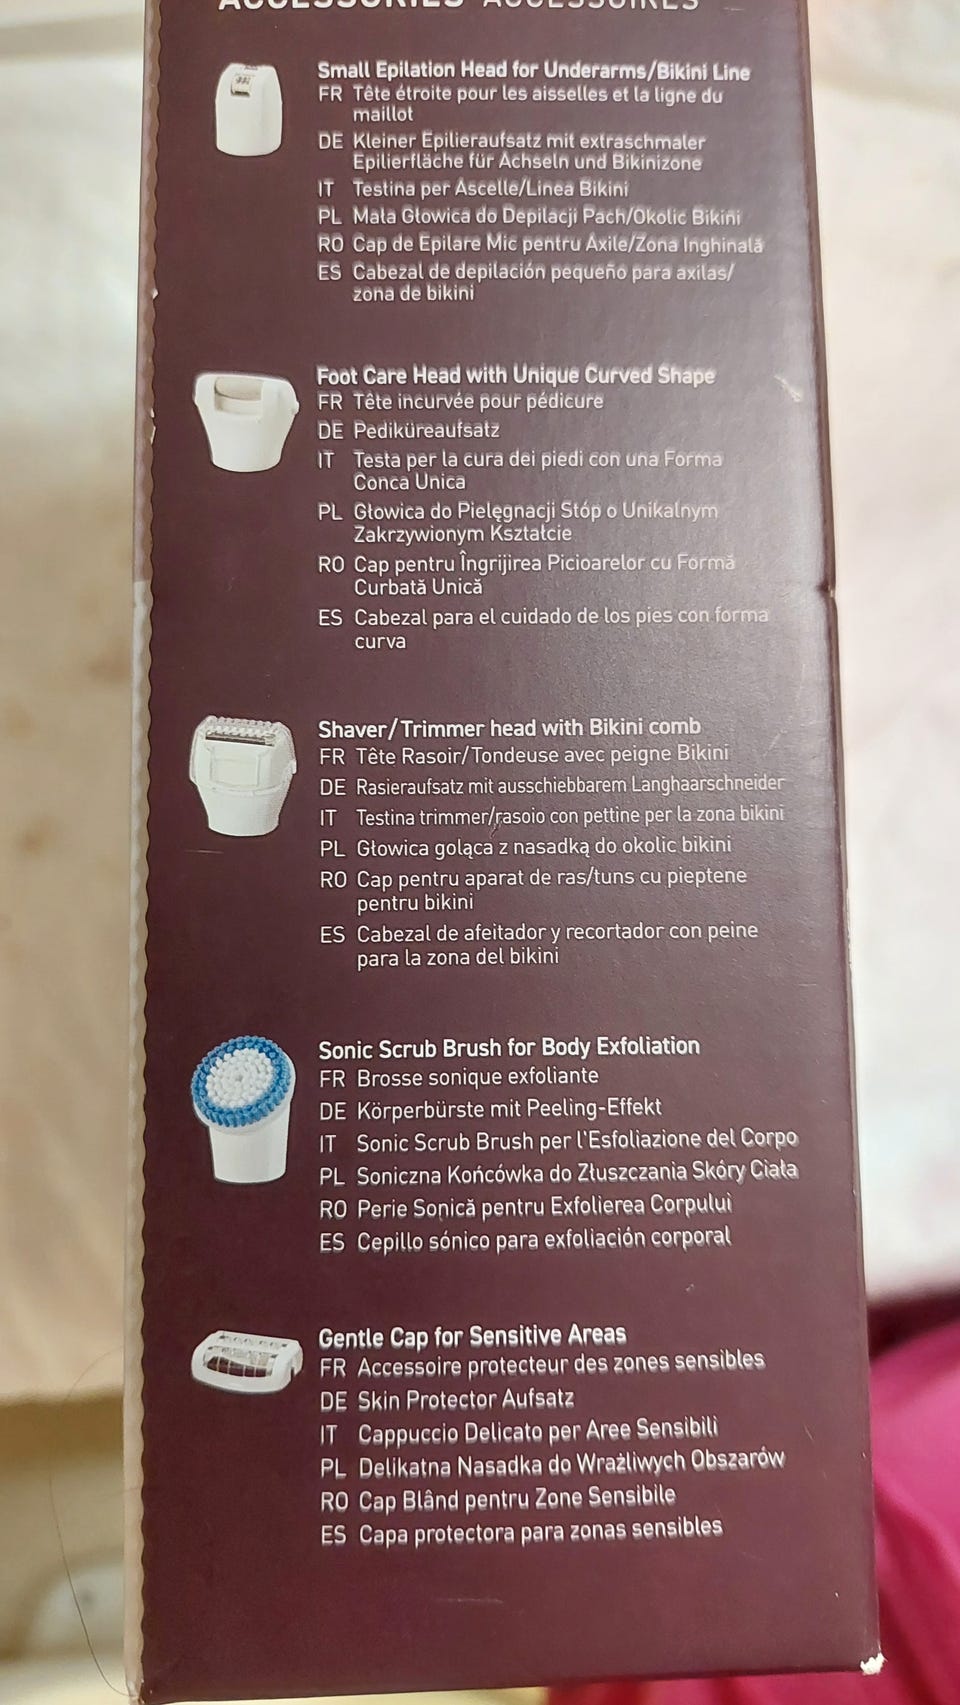 ACCESSORIES ACCESSOIRES
Small Epilation Head for Underarms/Bikini Line
FR Tête étroite pour les aisselles et la ligne du
maillot
DE Kleiner Epilieraufsatz mit extraschmaler
Epilierfläche für Achseln und Bikinizone
IT Testina per Ascelle/Linea Bikini
PL Mała Głowica do Depilacji Pach/Okolic Bikini
RO Cap de Epilare Mic pentru Axile/Zona Inghinală
ES Cabezal de depilación pequeño para axilas/
zona de bikini
Foot Care Head with Unique Curved Shape
FR Tête incurvée pour pédicure
DE Pediküreaufsatz
IT Testa per la cura dei piedi con una Forma
Conca Unica
PL Głowica do Pielęgnacji Stóp o Unikalnym
Zakrzywionym Kształcie
RO Cap pentru Îngrijirea Picioarelor cu Formă
Curbată Unică
ES Cabezal para el cuidado de los pies con forma
curva
Shaver/Trimmer head with Bikini comb
FR Tête Rasoir/Tondeuse avec peigne Bikini
DE Rasieraufsatz mit ausschiebbarem Langhaarschneider
IT Testina trimmer/rasoio con pettine per la zona bikini
PL Głowica goląca z nasadką do okolic bikini
RO Cap pentru aparat de ras/tuns cu pieptene
pentru bikini
ES Cabezal de afeitador y recortador con peine
para la zona del bikini
Sonic Scrub Brush for Body Exfoliation
FR Brosse sonique exfoliante
DE Körperbürste mit Peeling-Effekt
IT Sonic Scrub Brush per l'Esfoliazione del Corpo
PL Soniczna Końcówka do Złuszczania Skóry Ciała
RO Perie Sonică pentru Exfolierea Corpului
ES Cepillo sónico para exfoliación corporal
Gentle Cap for Sensitive Areas
FR Accessoire protecteur des zones sensibles
DE Skin Protector Aufsatz
IT Cappuccio Delicato per Aree Sensibili
PL Delikatna Nasadka do Wrażliwych Obszarów
RO Cap Blând pentru Zone Sensibile
ES Capa protectora para zonas sensibles